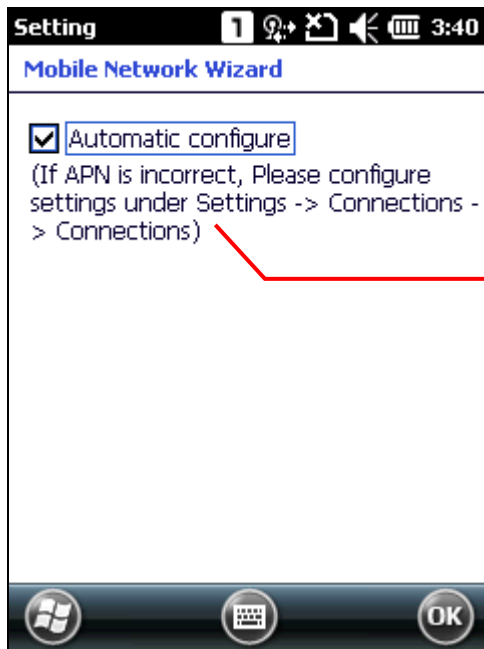 Setting 1 3:40
Mobile Network Wizard
Automatic configure
(If APN is incorrect, Please configure
settings under Settings -> Connections -
> Connections)
OK